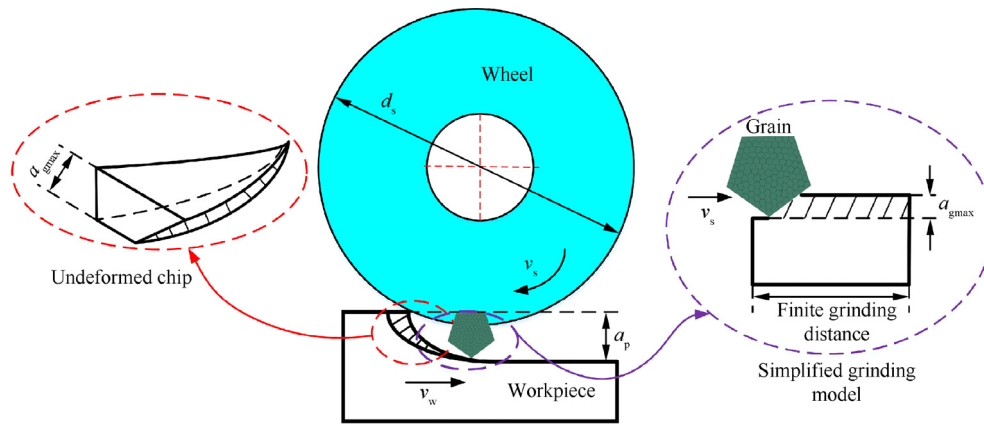 Wheel
d_s
a_gmax
Undeformed chip
v_s
a_p
v_w
Workpiece
Grain
v_s
a_gmax
Finite grinding
distance
Simplified grinding
model